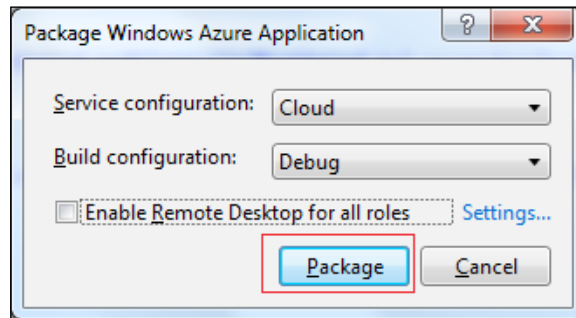 Package Windows Azure Application
Service configuration: Cloud
Build configuration: Debug
Enable Remote Desktop for all roles Settings...
Package Cancel